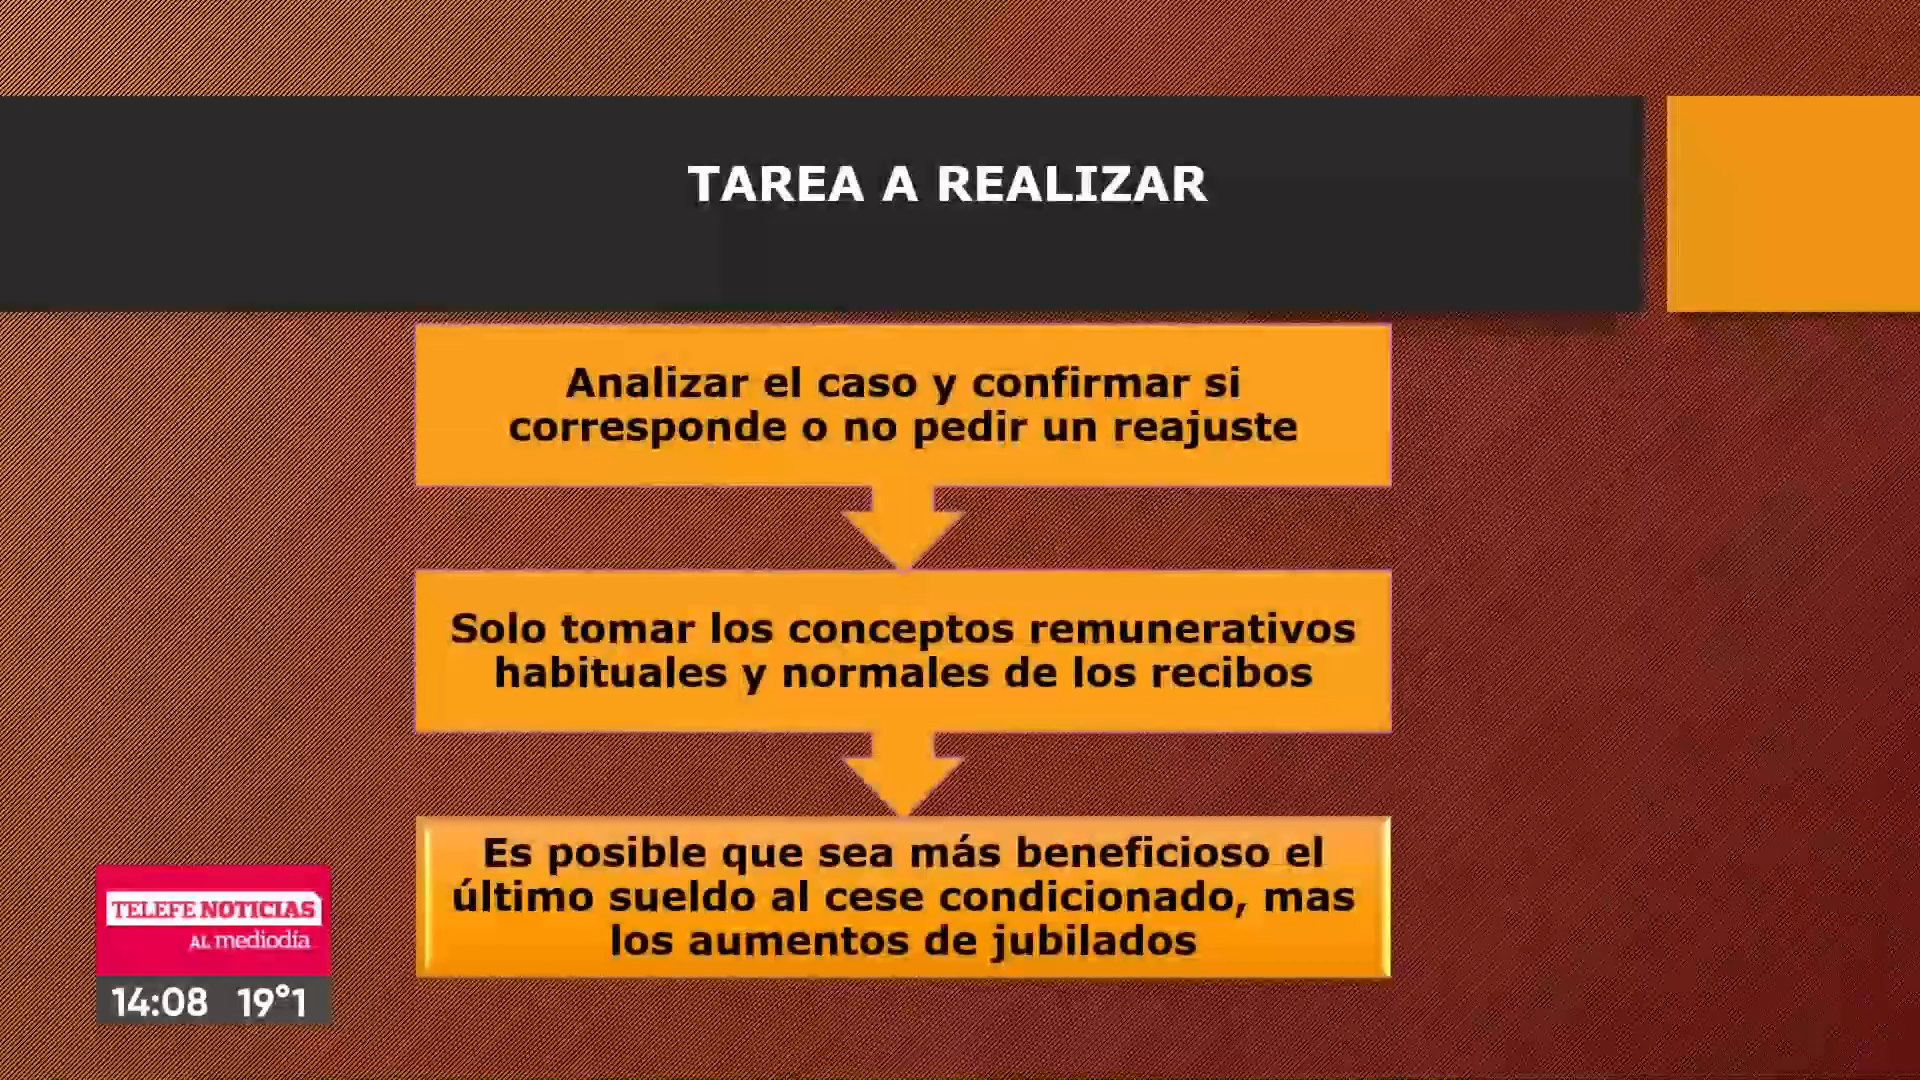 TAREA A REALIZAR
Analizar el caso y confirmar si
corresponde o no pedir un reajuste
Solo tomar los conceptos remunerativos
habituales y normales de los recibos
Es posible que sea más beneficioso el
último sueldo al cese condicionado, mas
los aumentos de jubilados
TELEFE NOTICIAS
AL mediodía
14:08 19°1